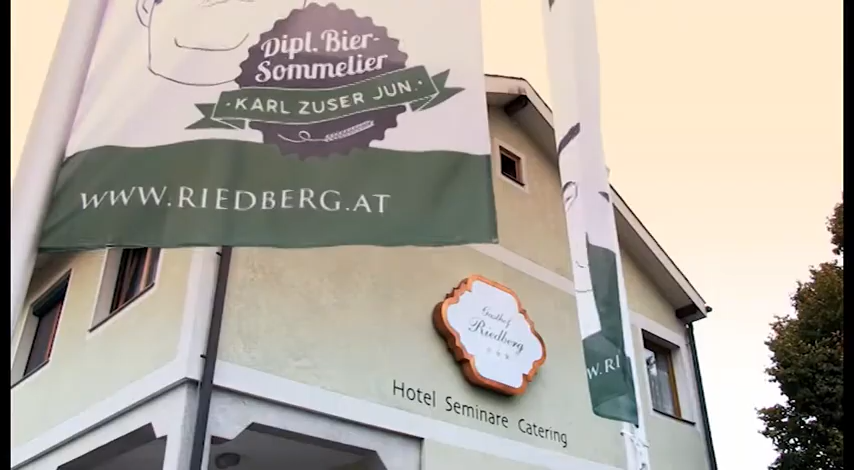 Dipl. Bier-
Sommelier
KARL ZUSER JUN.
WWW.RIEDBERG.AT
Gasthof
Riedberg
W.RI
Hotel Seminare Catering